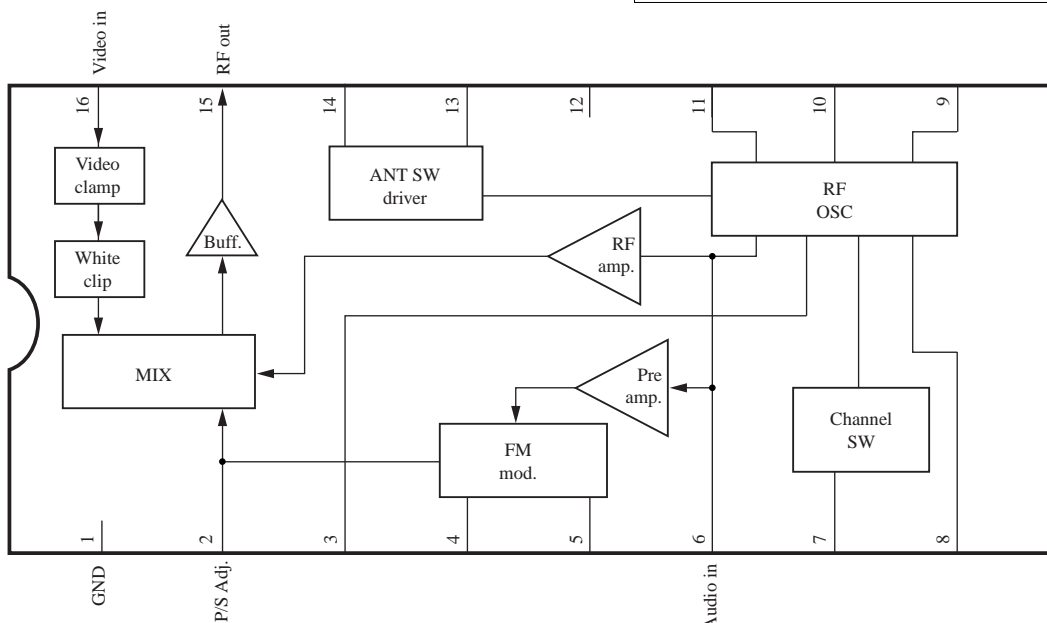 Video in
RF out
16
15
14
13
12
11
10
9
Video
clamp
ANT SW
driver
RF
OSC
Buff.
White
clip
RF
amp.
MIX
Pre
amp.
Channel
SW
FM
mod.
1
2
3
4
5
6
7
8
GND
P/S Adj.
Audio in